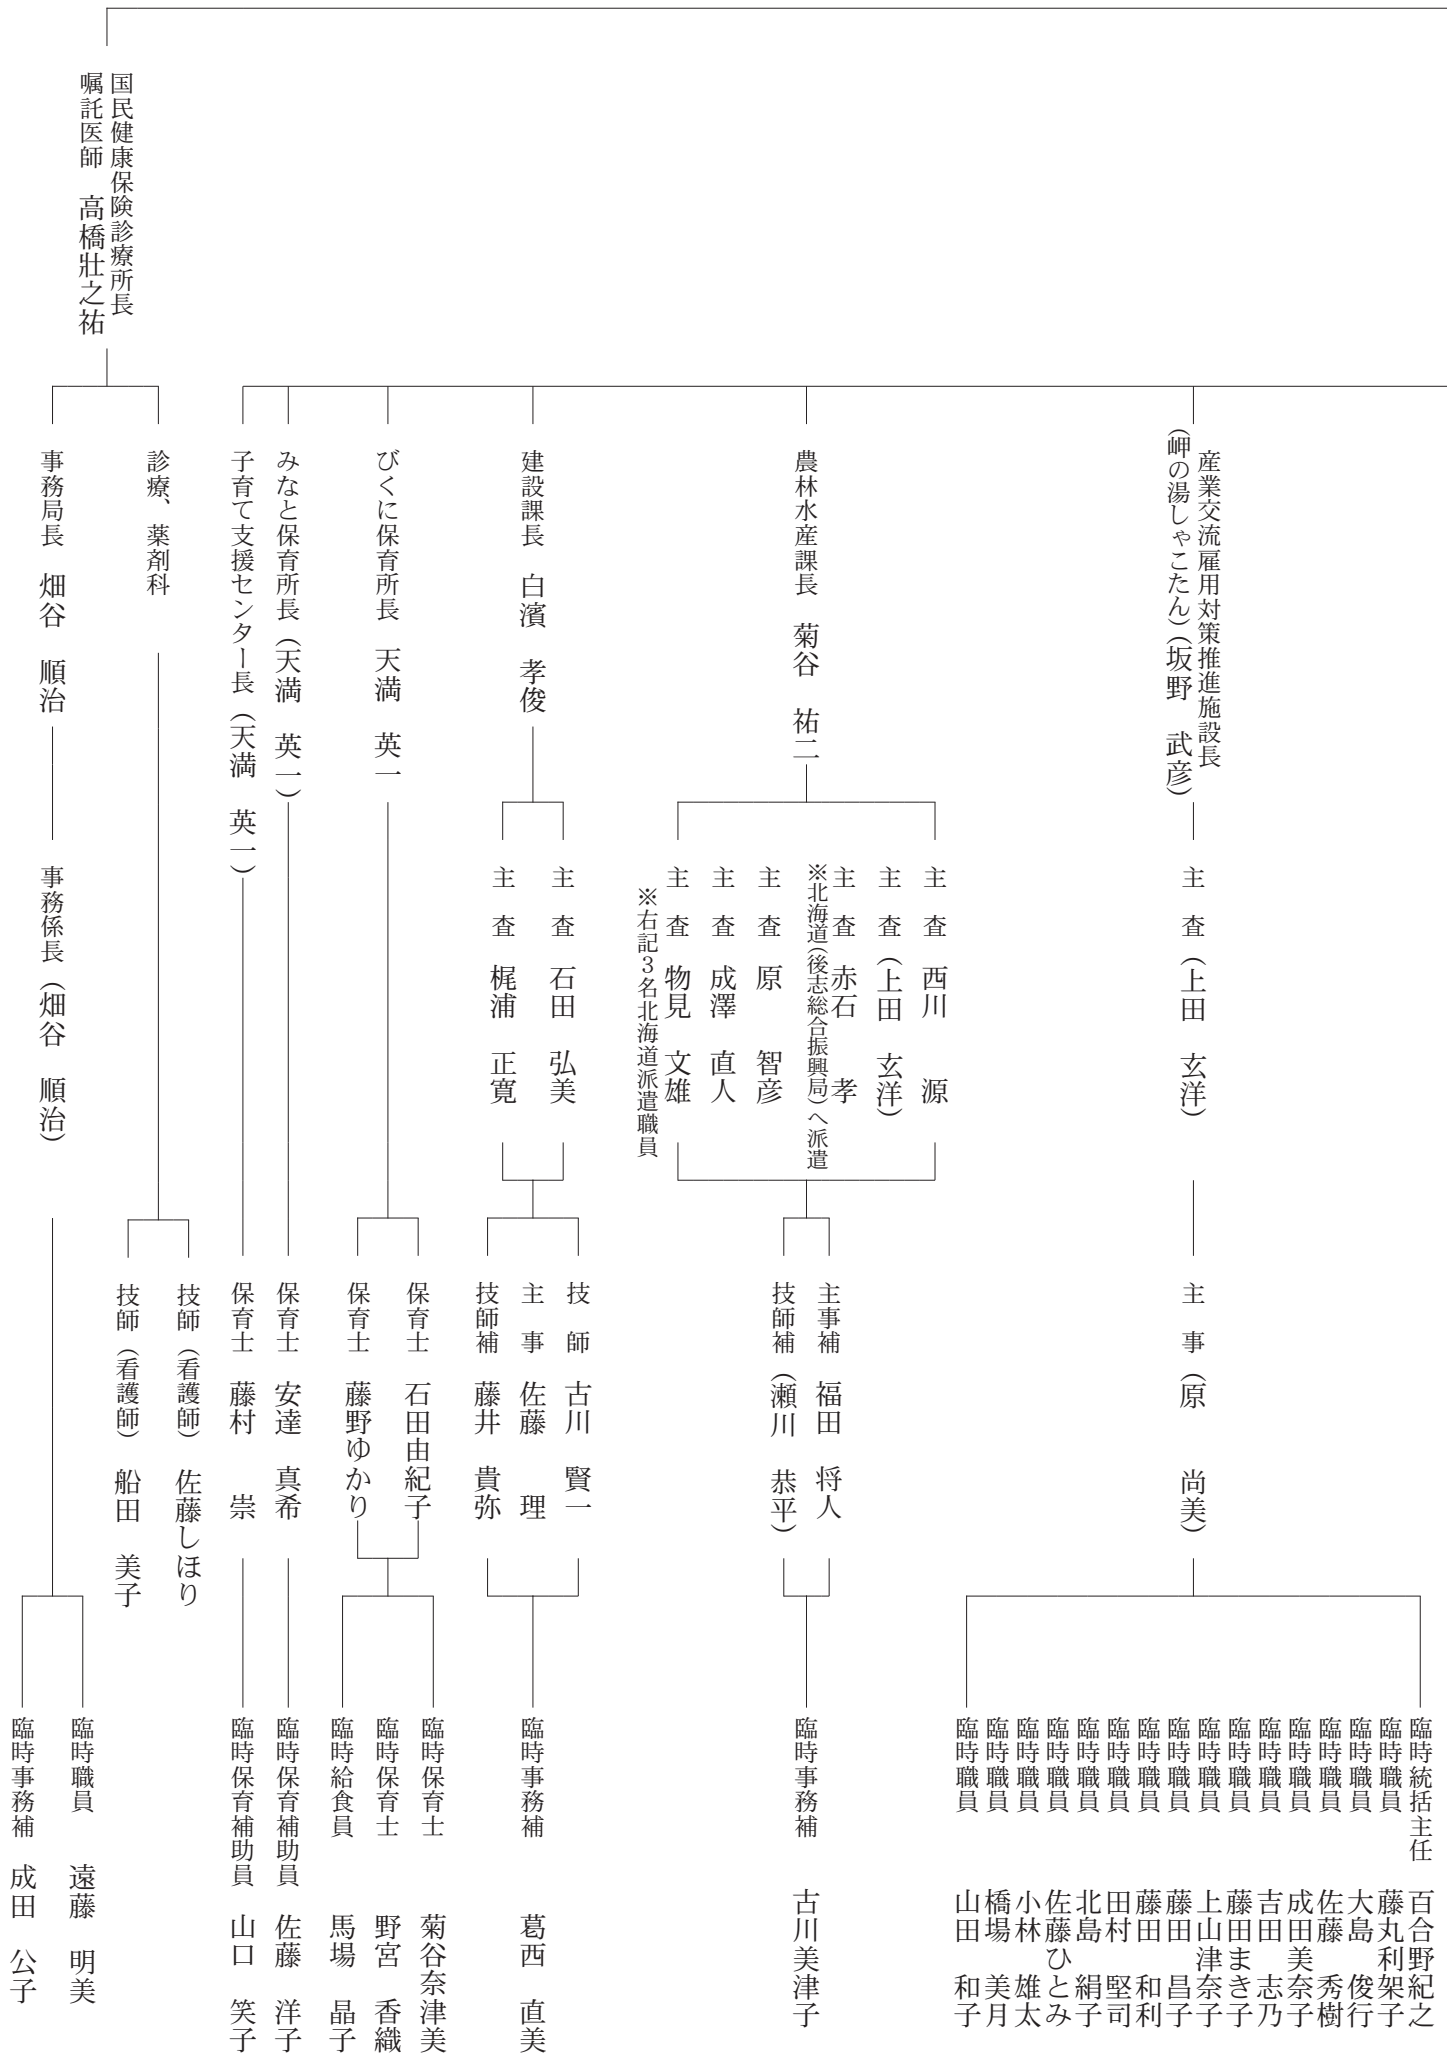 産業交流雇用対策推進施設長
(岬の湯しゃこたん)(坂野 武彦)
主 査 (上田 玄洋)
主 事 (原 尚美)
臨時統括主任 百合野紀之
臨時職員 藤丸利架子
臨時職員 大島 俊行
臨時職員 佐藤 秀樹
臨時職員 成田美奈子
臨時職員 吉田 志乃
臨時職員 藤田まき子
臨時職員 上山津奈子
臨時職員 藤田 昌子
臨時職員 藤田 和利
臨時職員 田村 堅司
臨時職員 北島 絹子
臨時職員 佐藤ひとみ
臨時職員 小林 雄太
臨時職員 橋場 美月
臨時職員 山田 和子
農林水産課長 菊谷 祐二
主 査 西川 源
主 査 (上田 玄洋)
主 査 赤石 孝
※北海道(後志総合振興局)へ派遣
主 査 原 智彦
主 査 成澤 直人
主 査 物見 文雄
※右記3名北海道派遣職員
主事補 福田 将人
技師補 (瀬川 恭平)
臨時事務補 古川美津子
建設課長 白濱 孝俊
主 査 石田 弘美
主 査 梶浦 正寛
技 師 古川 賢一
主 事 佐藤 理
技師補 藤井 貴弥
臨時事務補 葛西 直美
びくに保育所長 天満 英一
保育士 石田由紀子
保育士 藤野ゆかり
臨時保育士 菊谷奈津美
臨時保育士 野宮 香織
臨時給食員 馬場 晶子
みなと保育所長 (天満 英一)
保育士 安達 真希
臨時保育補助員 佐藤 洋子
子育て支援センター長 (天満 英一)
保育士 藤村 崇
臨時保育補助員 山口 笑子
国民健康保険診療所長
嘱託医師 高橋壯之祐
診療、薬剤科
技師 (看護師) 佐藤しほり
技師 (看護師) 船田 美子
事務局長 畑谷 順治
事務係長 (畑谷 順治)
臨時職員 遠藤 明美
臨時事務補 成田 公子